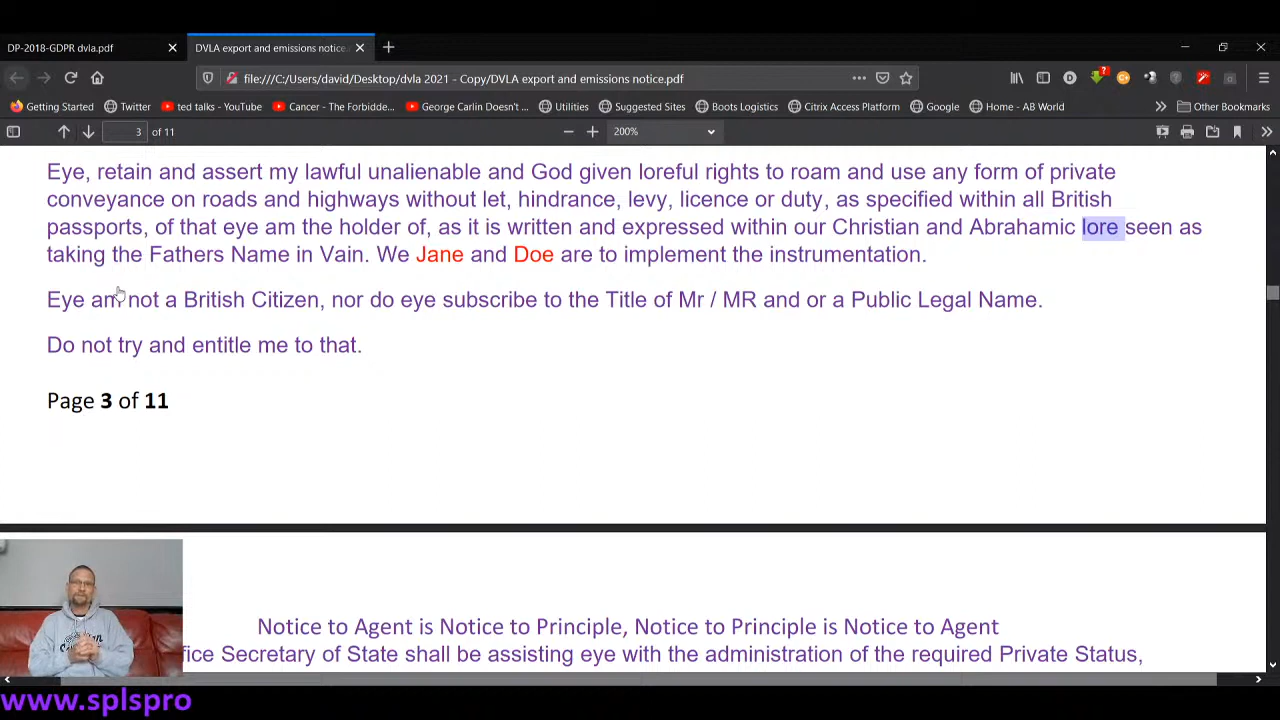 DP-2018-GDPR dvla.pdf
DVLA export and emissions notice.
file:///C:/Users/david/Desktop/dvla 2021 - Copy/DVLA export and emissions notice.pdf
Getting Started Twitter ted talks - YouTube Cancer - The Forbidde... George Carlin Doesn't... Utilities Suggested Sites Boots Logistics Citrix Access Platform Google Home - AB World Other Bookmarks
3 of 11 200%
Eye, retain and assert my lawful unalienable and God given loreful rights to roam and use any form of private
conveyance on roads and highways without let, hindrance, levy, licence or duty, as specified within all British
passports, of that eye am the holder of, as it is written and expressed within our Christian and Abrahamic lore seen as
taking the Fathers Name in Vain. We Jane and Doe are to implement the instrumentation.
Eye am not a British Citizen, nor do eye subscribe to the Title of Mr / MR and or a Public Legal Name.
Do not try and entitle me to that.
Page 3 of 11
Notice to Agent is Notice to Principle, Notice to Principle is Notice to Agent
fice Secretary of State shall be assisting eye with the administration of the required Private Status,
www.splspro